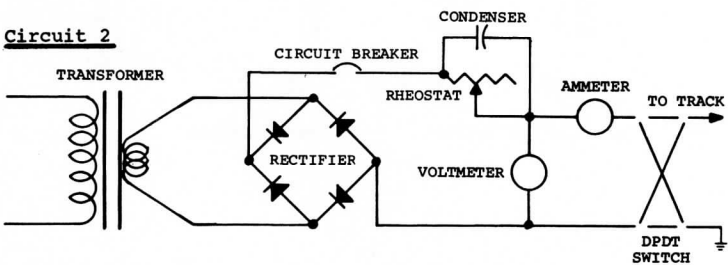 Circuit 2
CONDENSER
CIRCUIT BREAKER
TRANSFORMER
RHEOSTAT
AMMETER
TO TRACK
RECTIFIER
VOLTMETER
DPDT
SWITCH